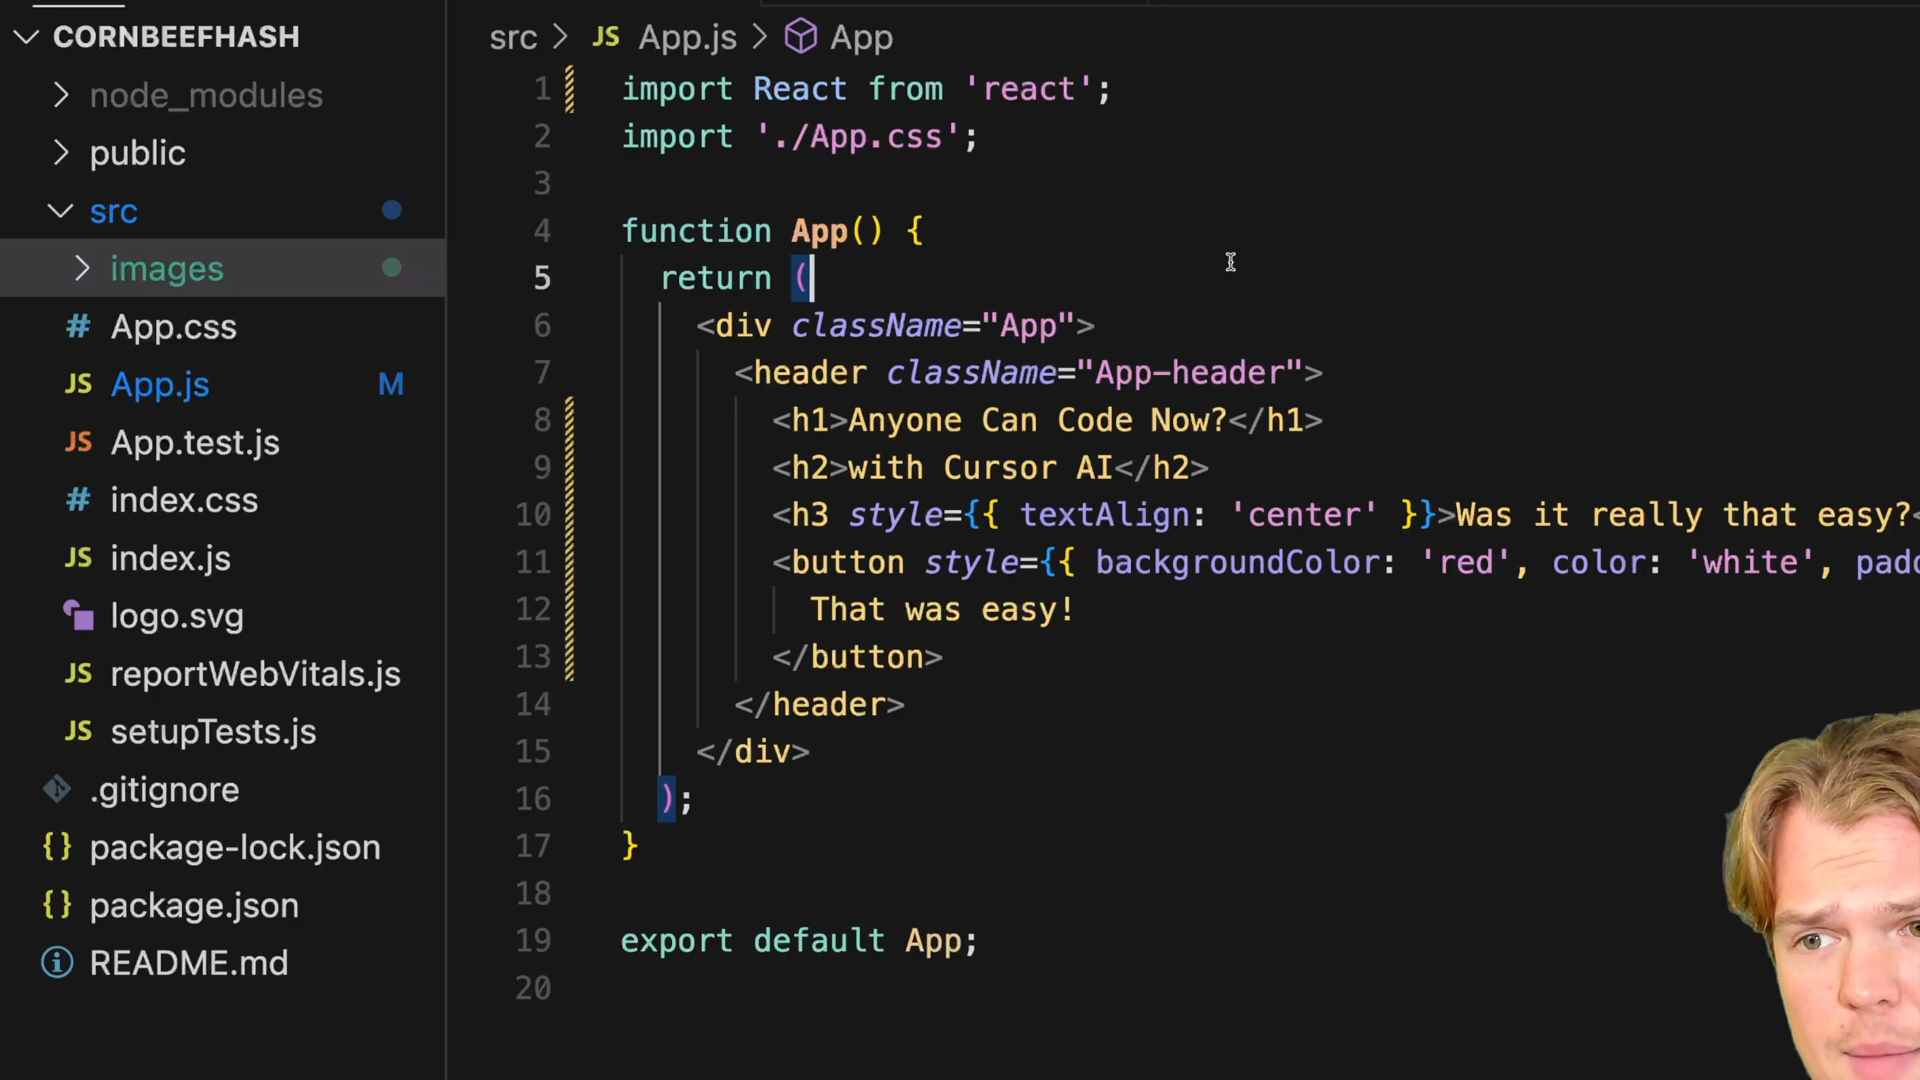 CORNBEEFHASH
node_modules
public
src
images
App.css
App.js M
App.test.js
index.css
index.js
logo.svg
reportWebVitals.js
setupTests.js
.gitignore
package-lock.json
package.json
README.md
src > JS App.js > App
1 import React from 'react';
2 import './App.css';
3
4 function App() {
5 return (
6 <div className="App">
7 <header className="App-header">
8 <h1>Anyone Can Code Now?</h1>
9 <h2>with Cursor AI</h2>
10 <h3 style={{ textAlign: 'center' }}>Was it really that easy?<
11 <button style={{ backgroundColor: 'red', color: 'white', padd
12 That was easy!
13 </button>
14 </header>
15 </div>
16 );
17 }
18
19 export default App;
20